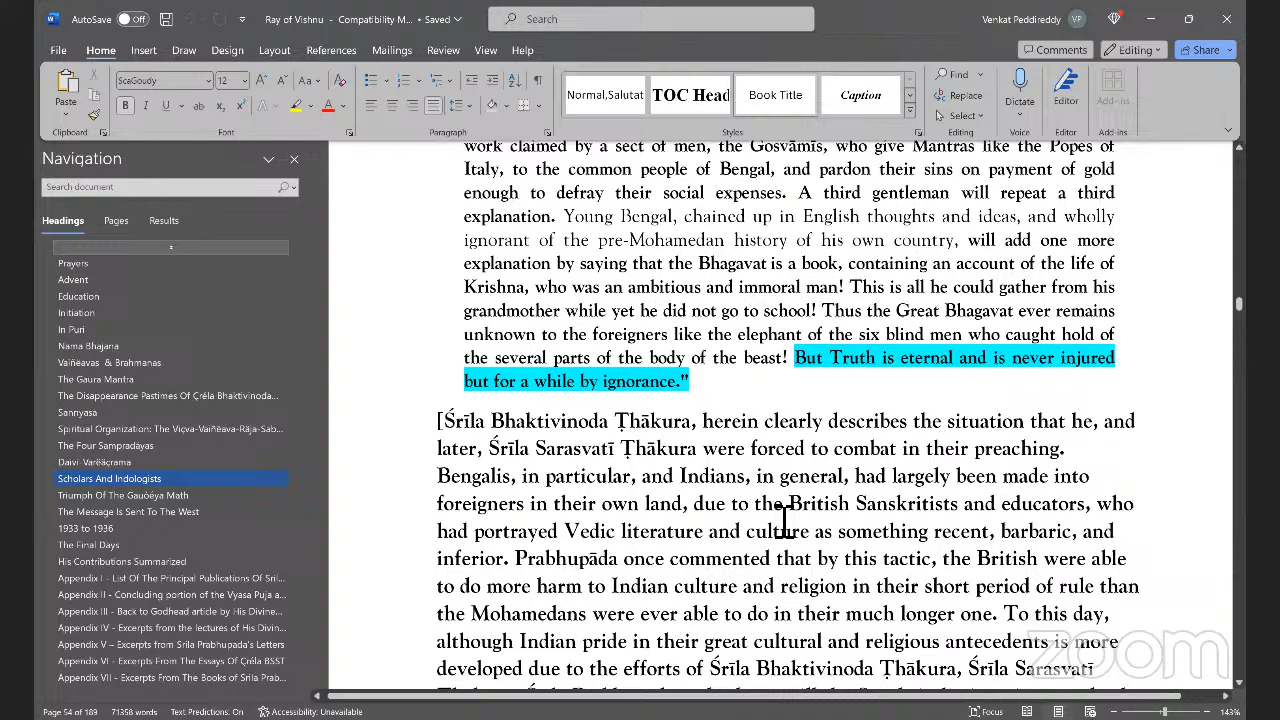 AutoSave Off Ray of Vishnu - Compatibility M... • Saved Search Venkat Peddireddy VP
File Home Insert Draw Design Layout References Mailings Review View Help Comments Editing Share
Paste ScaGoudy 12 Aa Normal,Salutat TOC Head Book Title Caption Find Replace Select Dictate Editor Add-ins
Clipboard Font Paragraph Styles Editing Voice Editor Add-ins
Navigation
Search document
Headings Pages Results
Prayers
Advent
Education
Initiation
In Puri
Nama Bhajana
Vaiñëavas & Brahmanas
The Gaura Mantra
The Disappearance Pastimes Of Çréla Bhaktivinoda...
Sannyasa
Spiritual Organization: The Viçva-Vaiñëava-Räja-Sab...
The Four Sampradäyas
Daivi-Varëäçrama
Scholars And Indologists
Triumph Of The Gauòéya Math
The Message Is Sent To The West
1933 to 1936
The Final Days
His Contributions Summarized
Appendix I - List Of The Principal Publications Of Sril...
Appendix II - Concluding portion of the Vyasa Puja a...
Appendix III - Back to Godhead article by His Divine...
Appendix IV - Excerpts from the lectures of His Divin...
Appendix V – Excerpts from Srila Prabhupada's Letters
Appendix VI - Excerpts From The Essays Of Çréla BSST
Appendix VII - Excerpts From The Books of Srila Prab...
work claimed by a sect of men, the Gosvāmīs, who give Mantras like the Popes of
Italy, to the common people of Bengal, and pardon their sins on payment of gold
enough to defray their social expenses. A third gentleman will repeat a third
explanation. Young Bengal, chained up in English thoughts and ideas, and wholly
ignorant of the pre-Mohamedan history of his own country, will add one more
explanation by saying that the Bhagavat is a book, containing an account of the life of
Krishna, who was an ambitious and immoral man! This is all he could gather from his
grandmother while yet he did not go to school! Thus the Great Bhagavat ever remains
unknown to the foreigners like the elephant of the six blind men who caught hold of
the several parts of the body of the beast! But Truth is eternal and is never injured
but for a while by ignorance."
[Śrīla Bhaktivinoda Ṭhākura, herein clearly describes the situation that he, and
later, Śrīla Sarasvatī Ṭhākura were forced to combat in their preaching.
Bengalis, in particular, and Indians, in general, had largely been made into
foreigners in their own land, due to the British Sanskritists and educators, who
had portrayed Vedic literature and culture as something recent, barbaric, and
inferior. Prabhupāda once commented that by this tactic, the British were able
to do more harm to Indian culture and religion in their short period of rule than
the Mohamedans were ever able to do in their much longer one. To this day,
although Indian pride in their great cultural and religious antecedents is more
developed due to the efforts of Śrīla Bhaktivinoda Ṭhākura, Śrīla Sarasvatī
zoom
Page 54 of 189 71358 words Text Predictions: On Accessibility: Unavailable Focus 143%